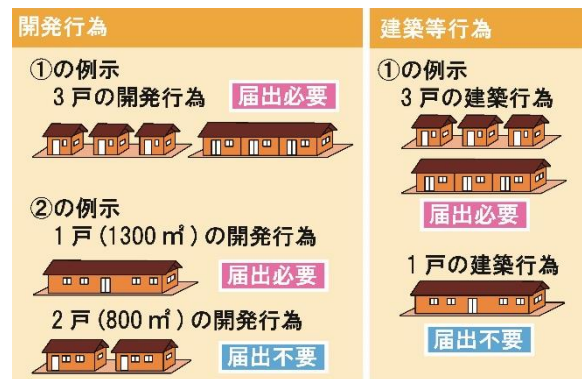 開発行為
①の例示
3戸の開発行為 届出必要
②の例示
1戸(1300㎡)の開発行為
届出必要
2戸(800㎡)の開発行為
届出不要
建築等行為
①の例示
3戸の建築行為
届出必要
1戸の建築行為
届出不要